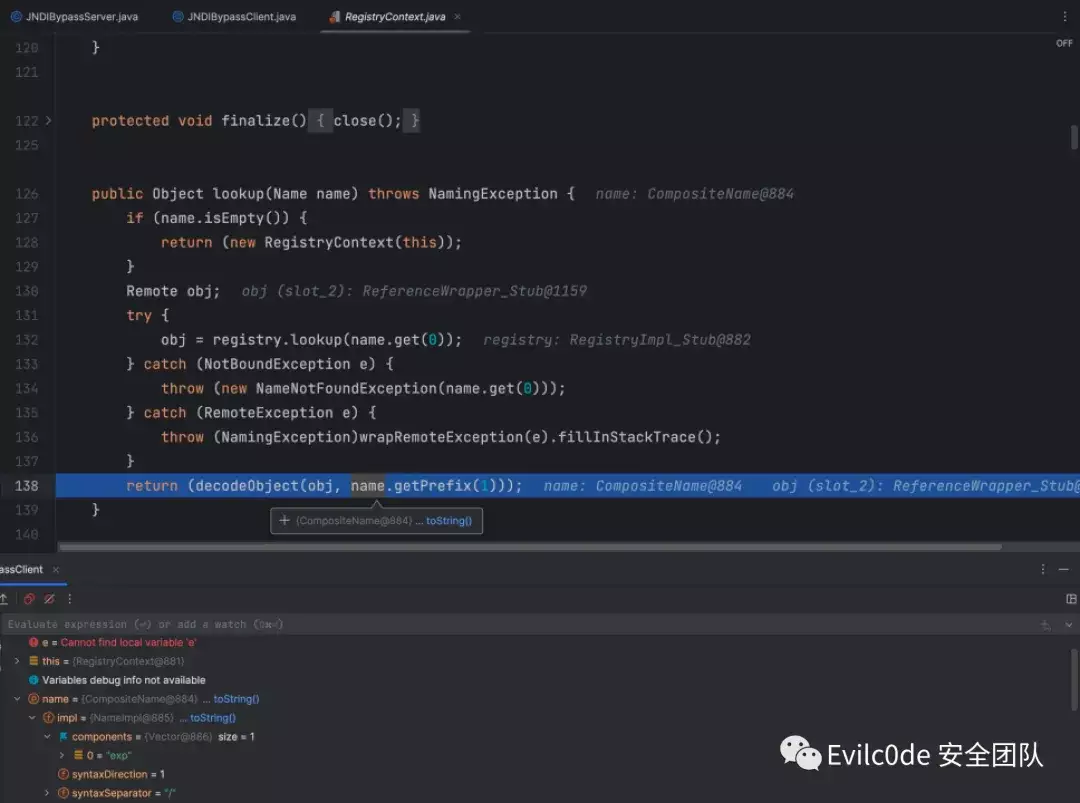 JNDIBypassServer.java JNDIBypassClient.java RegistryContext.java
OFF
120 }
121
122 protected void finalize() { close(); }
125
126 public Object lookup(Name name) throws NamingException { name: CompositeName@884
127 if (name.isEmpty()) {
128 return (new RegistryContext(this));
129 }
130 Remote obj; obj (slot_2): ReferenceWrapper_Stub@1159
131 try {
132 obj = registry.lookup(name.get(0)); registry: RegistryImpl_Stub@882
133 } catch (NotBoundException e) {
134 throw (new NameNotFoundException(name.get(0)));
135 } catch (RemoteException e) {
136 throw (NamingException)wrapRemoteException(e).fillInStackTrace();
137 }
138 return (decodeObject(obj, name.getPrefix(1))); name: CompositeName@884 obj (slot_2): ReferenceWrapper_Stub@
139 }
+ {CompositeName@884} ... toString()
140
assClient
Evaluate expression (⏎) or add a watch (⇧⌘⏎)
e = Cannot find local variable 'e'
this = {RegistryContext@881}
Variables debug info not available
name = {CompositeName@884} ... toString()
impl = {NameImpl@885} ... toString()
components = {Vector@886} size = 1
0 = "exp"
syntaxDirection = 1
syntaxSeparator = "/"
Evilc0de 安全团队